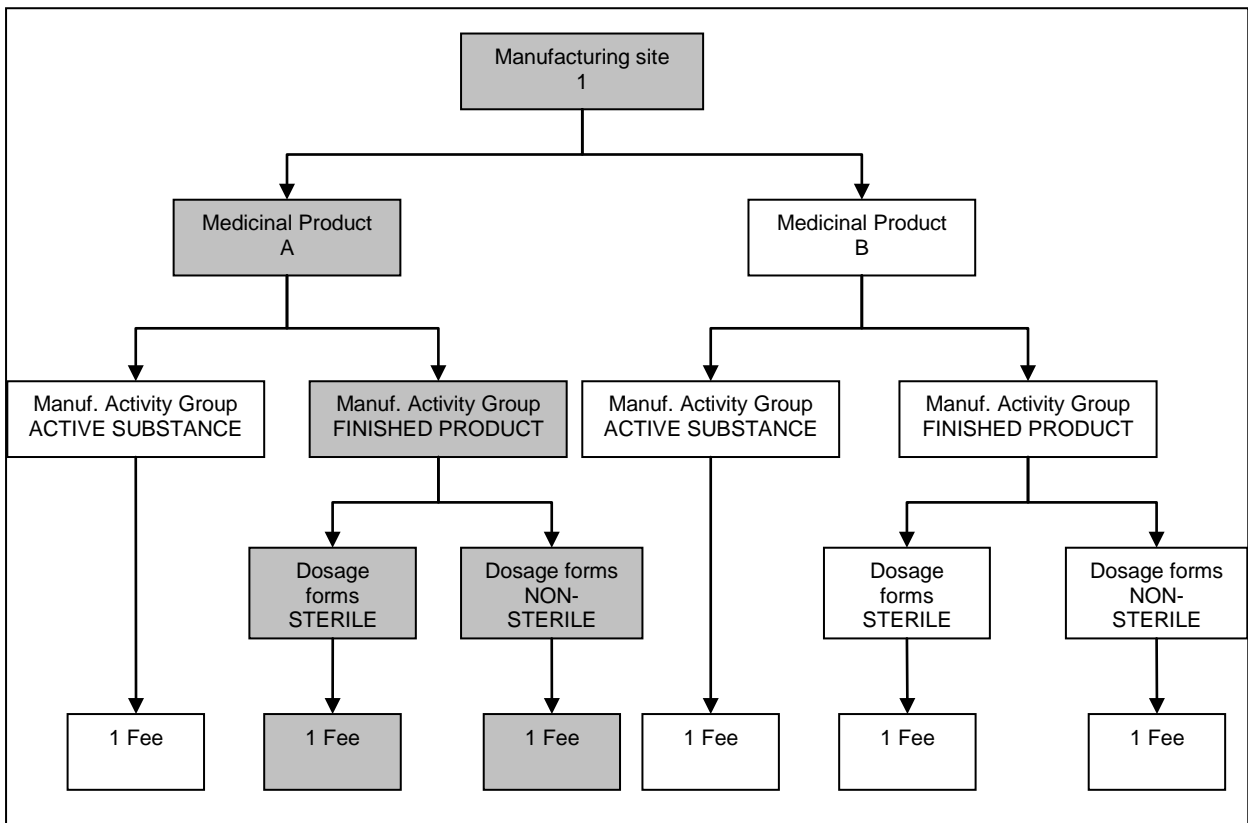 Manufacturing site
1
Medicinal Product
A
Medicinal Product
B
Manuf. Activity Group
ACTIVE SUBSTANCE
Manuf. Activity Group
FINISHED PRODUCT
Manuf. Activity Group
ACTIVE SUBSTANCE
Manuf. Activity Group
FINISHED PRODUCT
Dosage
forms
STERILE
Dosage forms
NON-
STERILE
Dosage
forms
STERILE
Dosage forms
NON-
STERILE
1 Fee
1 Fee
1 Fee
1 Fee
1 Fee
1 Fee